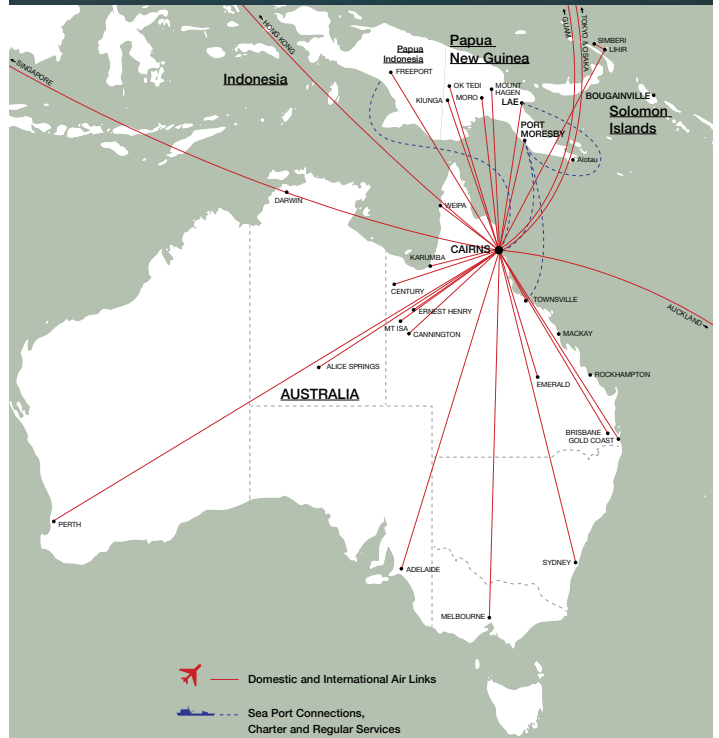 HONG KONG
GUAM
TOKYO & OSAKA
SIMBERI
LIHIR
Papua
New Guinea
Papua
Indonesia
FREEPORT
SINGAPORE
Indonesia
OK TEDI
MOUNT
HAGEN
KIUNGA
MORO
LAE
BOUGAINVILLE
Solomon
Islands
PORT
MORESBY
Alotau
DARWIN
WEIPA
CAIRNS
KARUMBA
CENTURY
TOWNSVILLE
AUCKLAND
ERNEST HENRY
MT ISA
CANNINGTON
MACKAY
ALICE SPRINGS
ROCKHAMPTON
EMERALD
AUSTRALIA
BRISBANE
GOLD COAST
PERTH
SYDNEY
ADELAIDE
MELBOURNE
Domestic and International Air Links
Sea Port Connections,
Charter and Regular Services